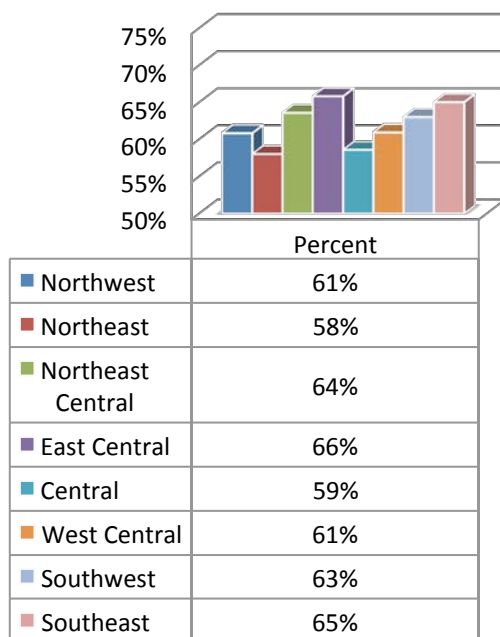 75%
70%
65%
60%
55%
50%
Percent
Northwest 61%
Northeast 58%
Northeast
Central 64%
East Central 66%
Central 59%
West Central 61%
Southwest 63%
Southeast 65%